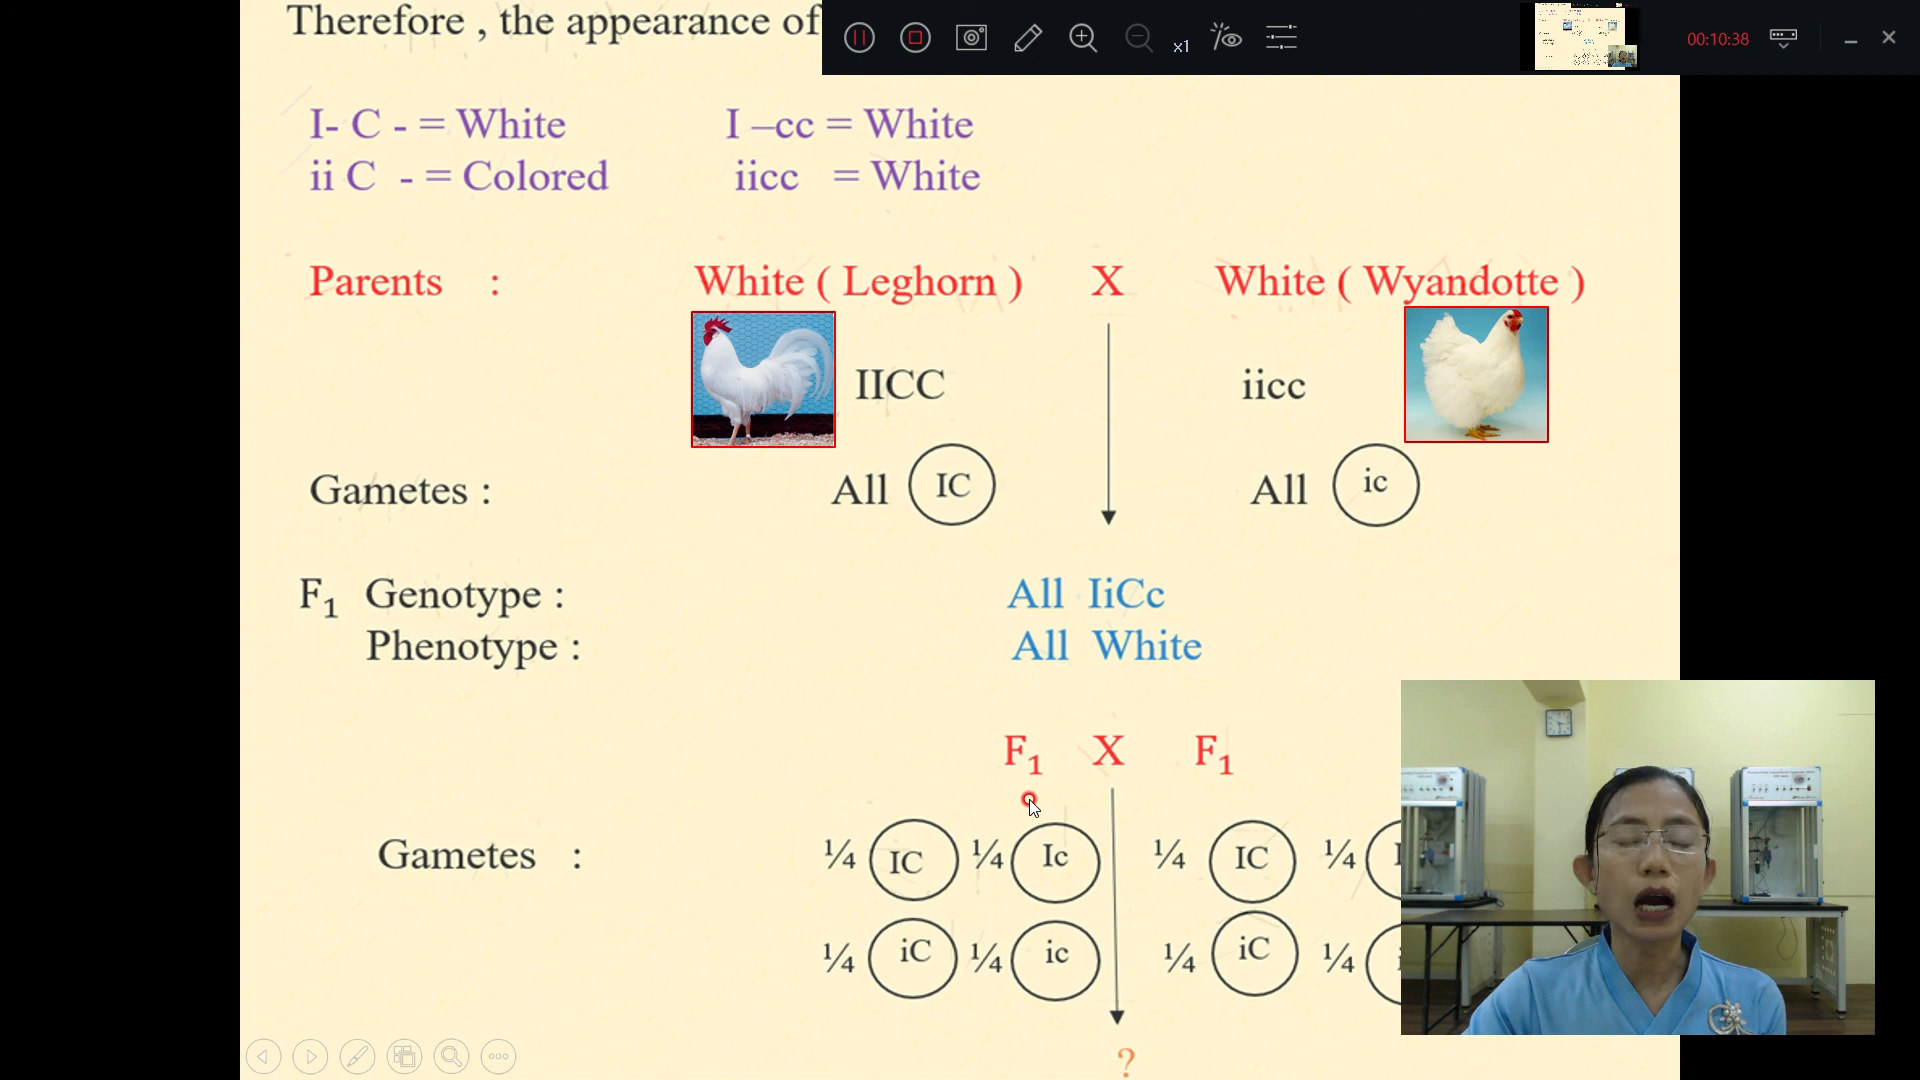 Therefore , the appearance of
x1
00:10:38
I- C - = White I –cc = White
ii C - = Colored iicc = White
Parents : White ( Leghorn ) X White ( Wyandotte )
IICC iicc
Gametes : All IC All ic
F1 Genotype : All IiCc
Phenotype : All White
F1 X F1
Gametes : ¼ IC ¼ Ic ¼ IC ¼
¼ iC ¼ ic ¼ iC ¼
?